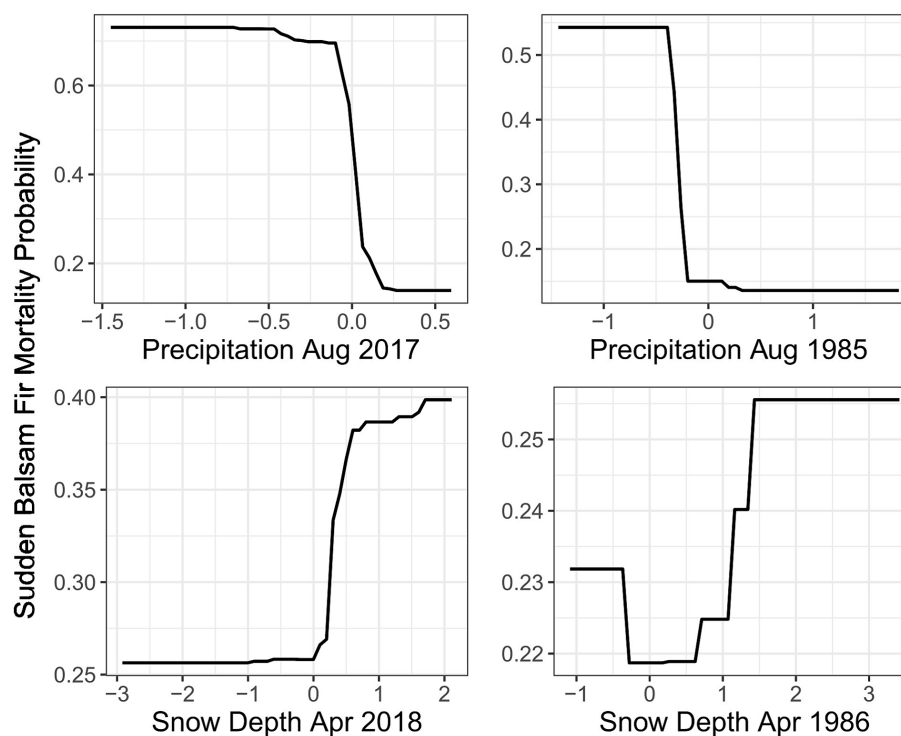 Sudden Balsam Fir Mortality Probability
0.6
0.4
0.2
−1.5 −1.0 −0.5 0.0 0.5
Precipitation Aug 2017
0.5
0.4
0.3
0.2
−1 0 1
Precipitation Aug 1985
0.40
0.35
0.30
0.25
−3 −2 −1 0 1 2
Snow Depth Apr 2018
0.25
0.24
0.23
0.22
−1 0 1 2 3
Snow Depth Apr 1986